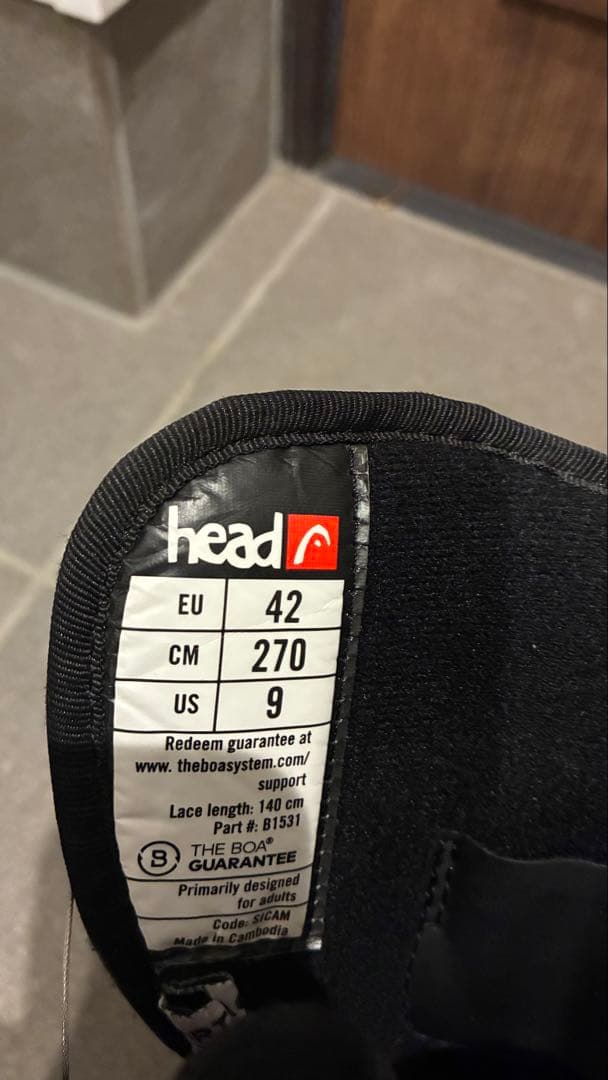 head
EU 42
CM 270
US 9
Redeem guarantee at
www. theboasystem.com/
support
Lace length: 140 cm
Part #: B1531
B THE BOA®
GUARANTEE
Primarily designed
for adults
Code: SICAM
Made in Cambodia